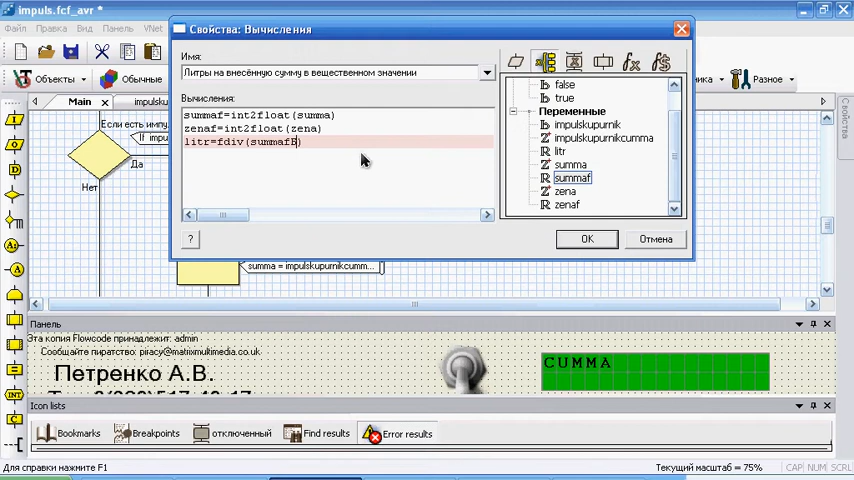 impuls.fcf_avr *
Файл
Правка
Вид
Панель
VNet
Объекты
Обычные
Разное
Main
impulsku
Свойства: Вычисления
Имя:
Литры на внесённую сумму в вещественном значении
Вычисления:
summaf=int2float(summa)
zenaf=int2float(zena)
litr=fdiv(summafB)
?
OK
Отмена
false
true
Переменные
impulskupurnik
impulskupurnikcumma
litr
summa
summaf
zena
zenaf
Свойства
Если есть импу
If impu
Да
Нет
summa = impulskupurnikcumm...
Панель
Эта копия Flowcode принадлежит: admin
Сообщайте пиратство: piracy@matrixmultimedia.co.uk
Петренко А.В.
CUMMA
Icon lists
Bookmarks
Breakpoints
отключенный
Find results
Error results
Для справки нажмите F1
Текущий масштаб = 75%
CAP NUM SCRL